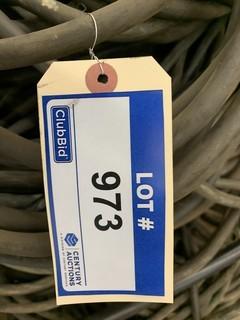 LOT #
973
ClubBid
CENTURY
AUCTIONS